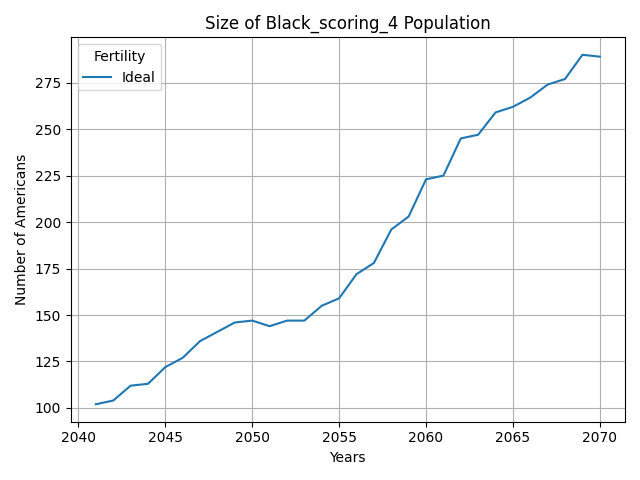 Size of Black_scoring_4 Population
Fertility
Ideal
Number of Americans
275
250
225
200
175
150
125
100
2040 2045 2050 2055 2060 2065 2070
Years